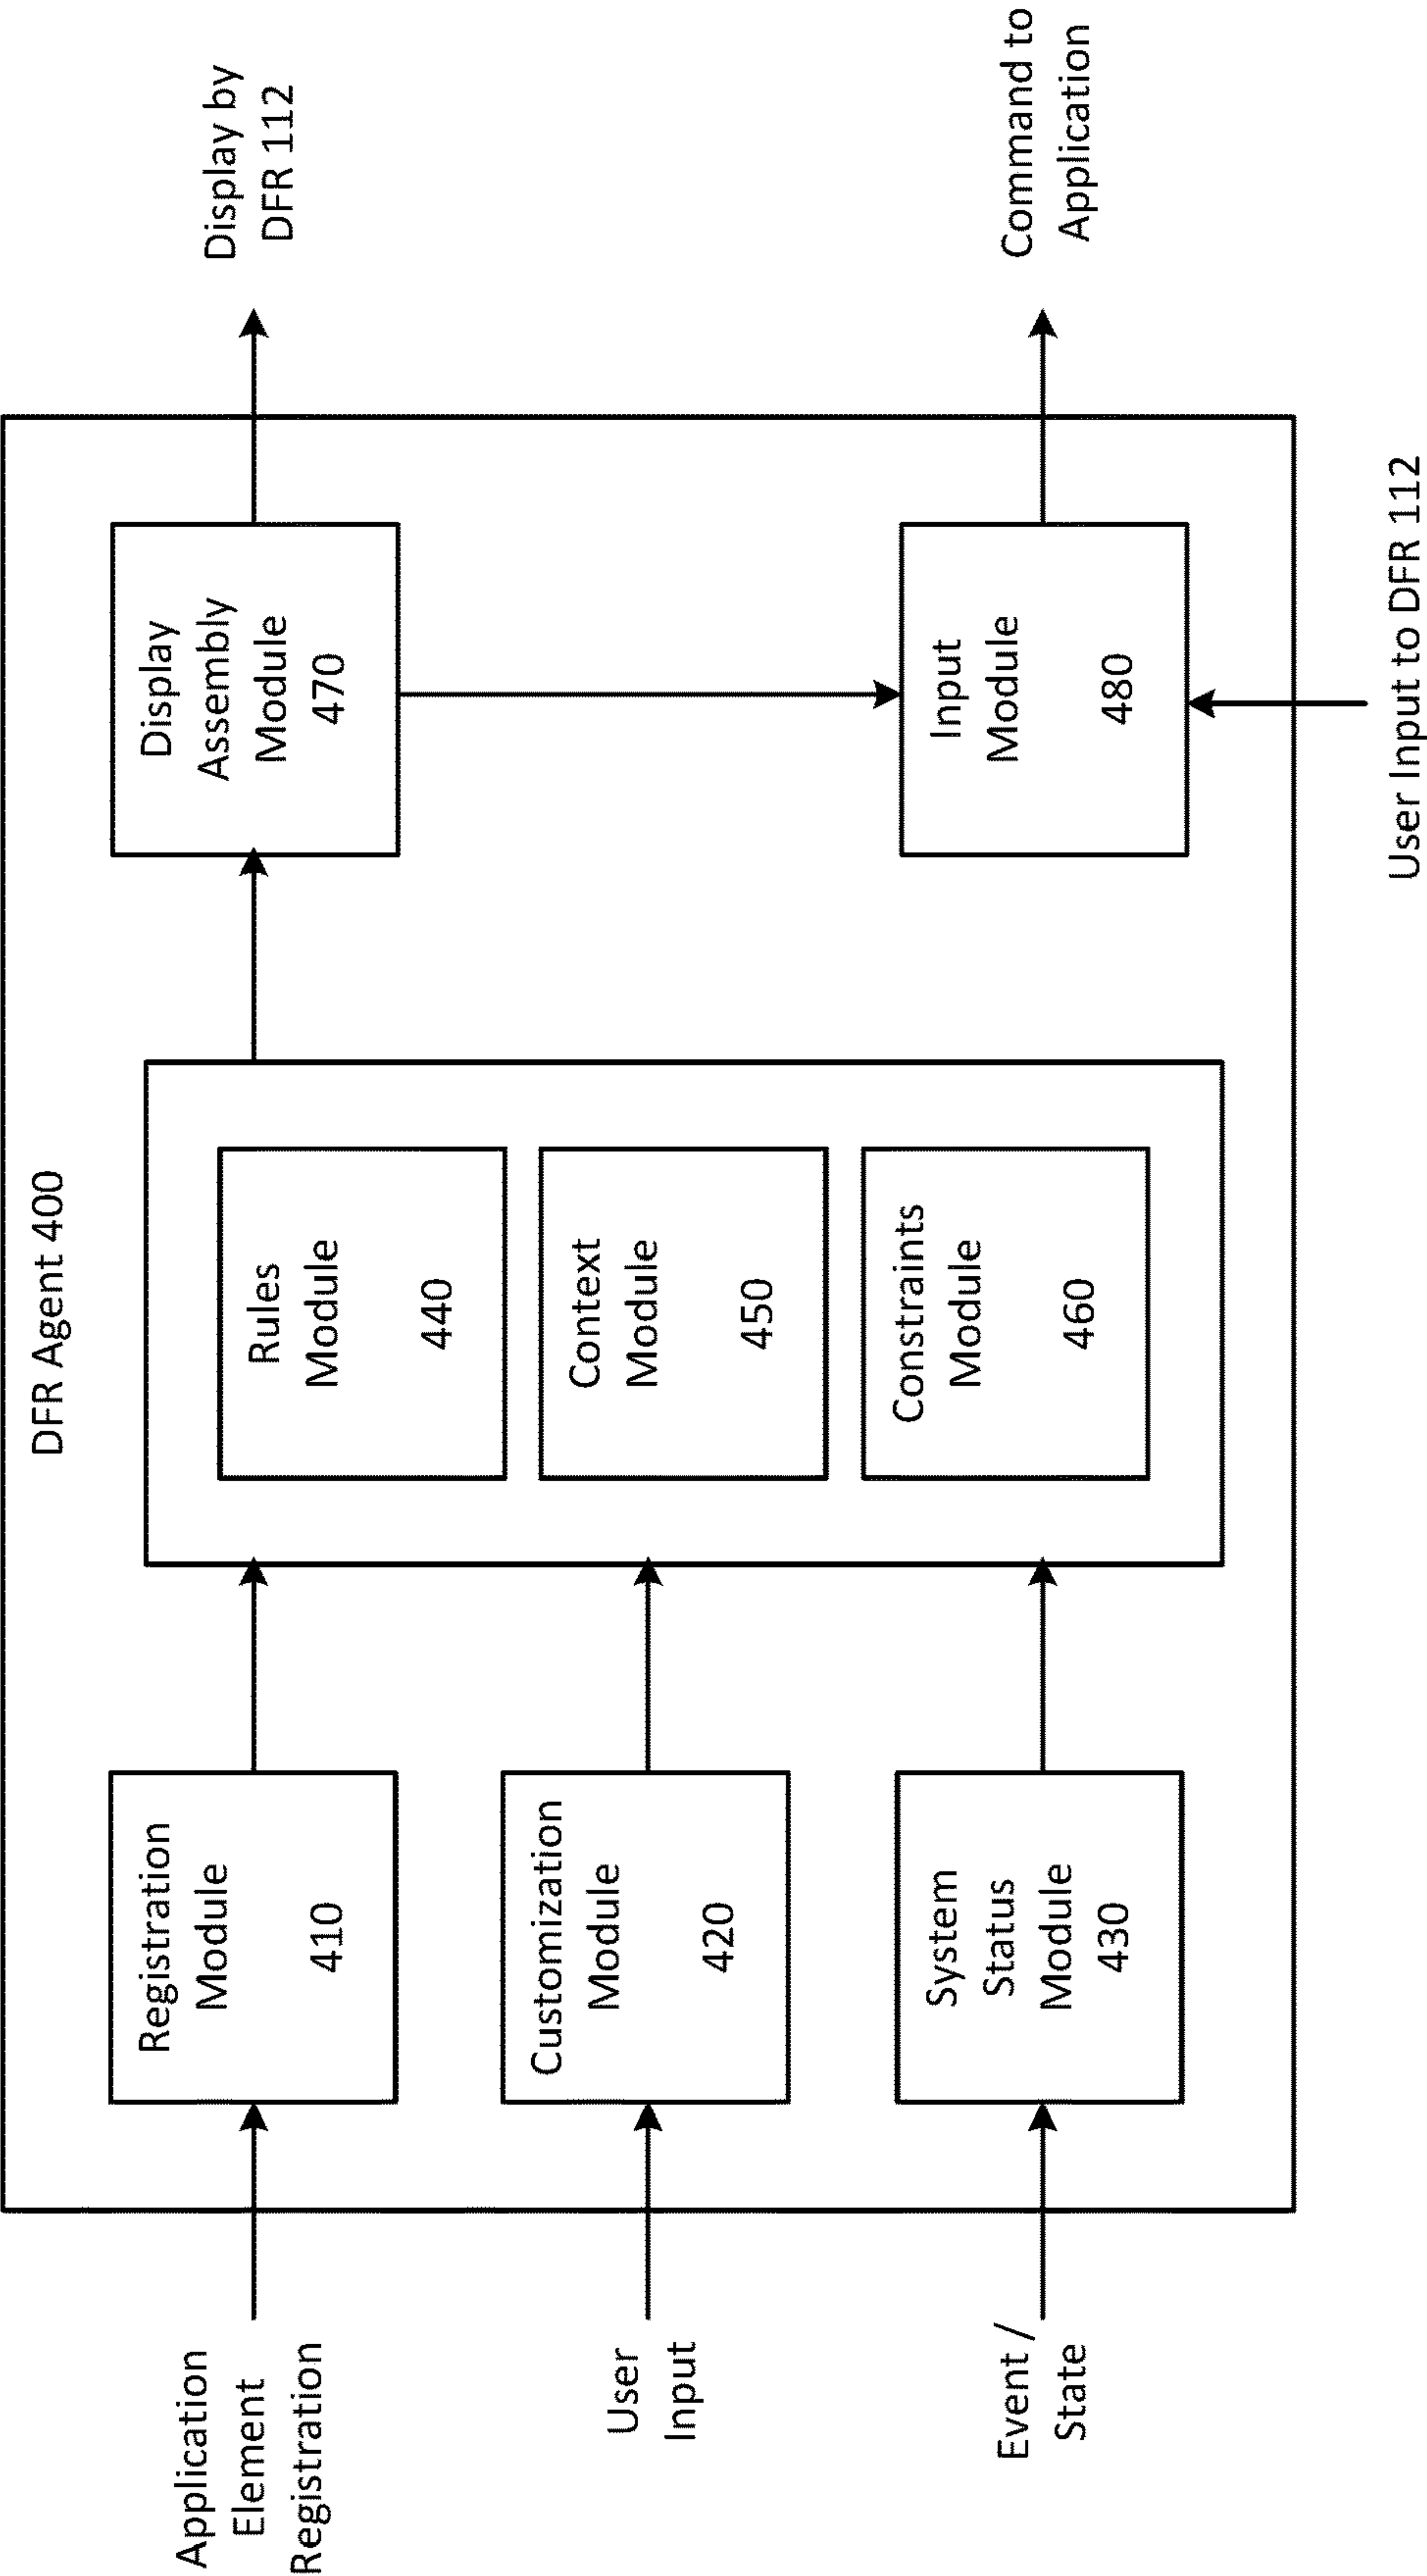 DFR Agent 400
Application
Element
Registration
Registration
Module
410
User
Input
Customization
Module
420
Event /
State
System
Status
Module
430
Rules
Module
440
Context
Module
450
Constraints
Module
460
Display
Assembly
Module
470
Input
Module
480
Display by
DFR 112
Command to
Application
User Input to DFR 112